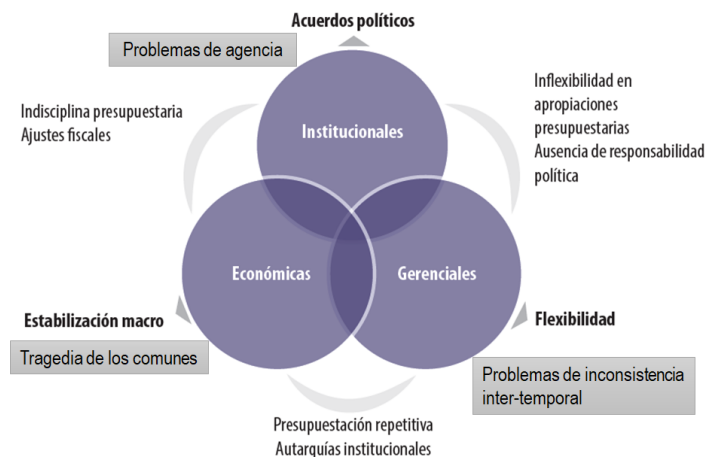 Acuerdos políticos
Problemas de agencia
Indisciplina presupuestaria
Ajustes fiscales
Institucionales
Inflexibilidad en
apropiaciones
presupuestarias
Ausencia de responsabilidad
política
Económicas
Gerenciales
Estabilización macro
Tragedia de los comunes
Flexibilidad
Problemas de inconsistencia
inter-temporal
Presupuestación repetitiva
Autarquías institucionales